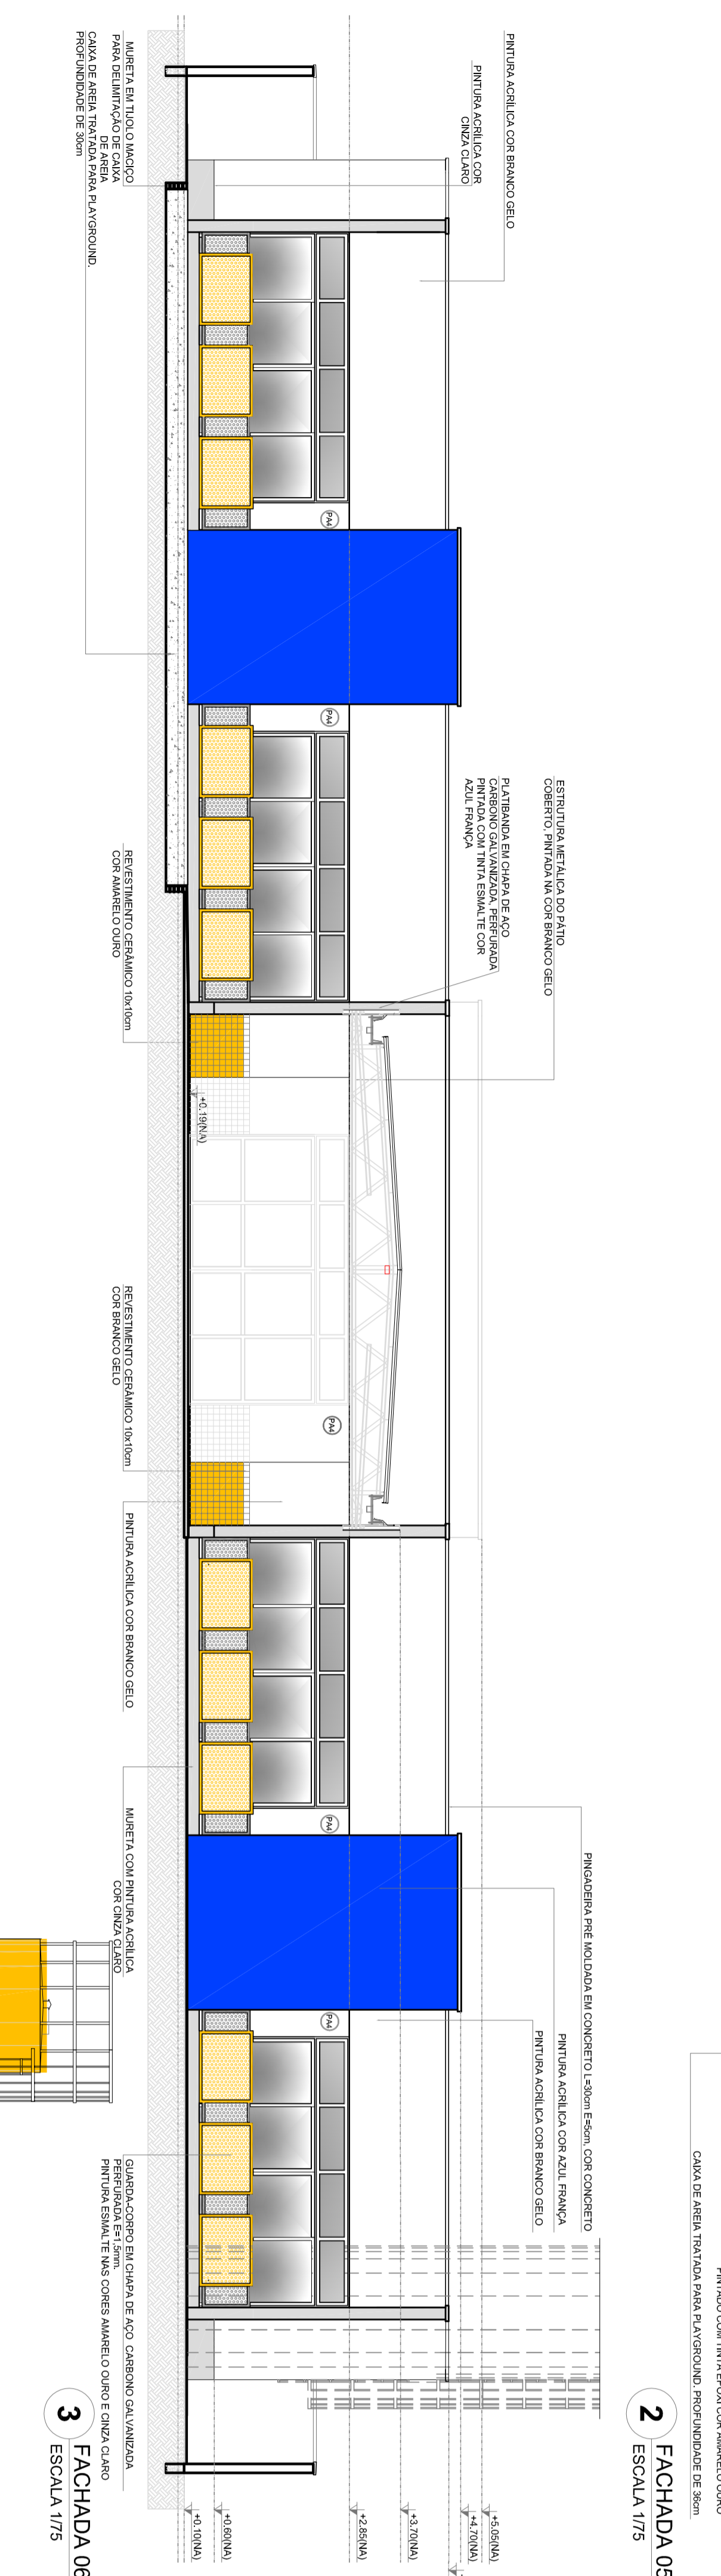 PINTURA ACRÍLICA COR BRANCO GELO
PINTURA ACRÍLICA COR
CINZA CLARO
MURETA EM TIJOLO MACIÇO
PARA DELIMITAÇÃO DE CAIXA
DE AREIA
CAIXA DE AREIA TRATADA PARA PLAYGROUND.
PROFUNDIDADE DE 30cm
PA4
PA4
ESTRUTURA METÁLICA DO PÁTIO
COBERTO, PINTADA NA COR BRANCO GELO
PLATIBANDA EM CHAPA DE AÇO
CARBONO GALVANIZADA, PERFURADA
PINTADA COM TINTA ESMALTE COR
AZUL FRANÇA
REVESTIMENTO CERÂMICO 10x10cm
COR AMARELO OURO
+0.19(NA)
REVESTIMENTO CERÂMICO 10x10cm
COR BRANCO GELO
PA4
PINTURA ACRÍLICA COR BRANCO GELO
PA4
MURETA COM PINTURA ACRÍLICA
COR CINZA CLARO
PINGADEIRA PRÉ MOLDADA EM CONCRETO L=30cm E=5cm, COR CONCRETO
PINTURA ACRÍLICA COR AZUL FRANÇA
PINTURA ACRÍLICA COR BRANCO GELO
PA4
GUARDA-CORPO EM CHAPA DE AÇO CARBONO GALVANIZADA
PERFURADA E=1,5mm.
PINTURA ESMALTE NAS CORES AMARELO OURO E CINZA CLARO
+5.05(NA)
+4.70(NA)
+3.70(NA)
+2.85(NA)
+0.60(NA)
+0.10(NA)
PINTADO COM TINTA EPÓXI COR AMARELO OURO
CAIXA DE AREIA TRATADA PARA PLAYGROUND. PROFUNDIDADE DE 36cm
2 FACHADA 05
ESCALA 1/75
3 FACHADA 06
ESCALA 1/75